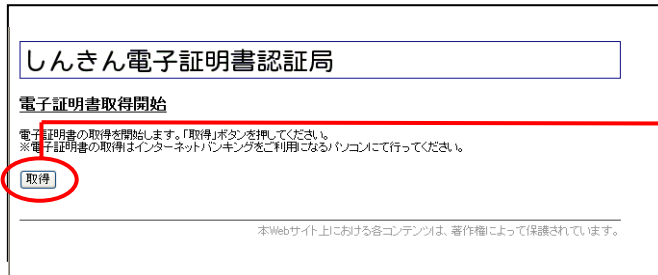 しんきん電子証明書認証局
電子証明書取得開始
電子証明書の取得を開始します。「取得」ボタンを押してください。
※電子証明書の取得はインターネットバンキングをご利用になるパソコンにて行ってください。
取得
本Webサイト上における各コンテンツは、著作権によって保護されています。